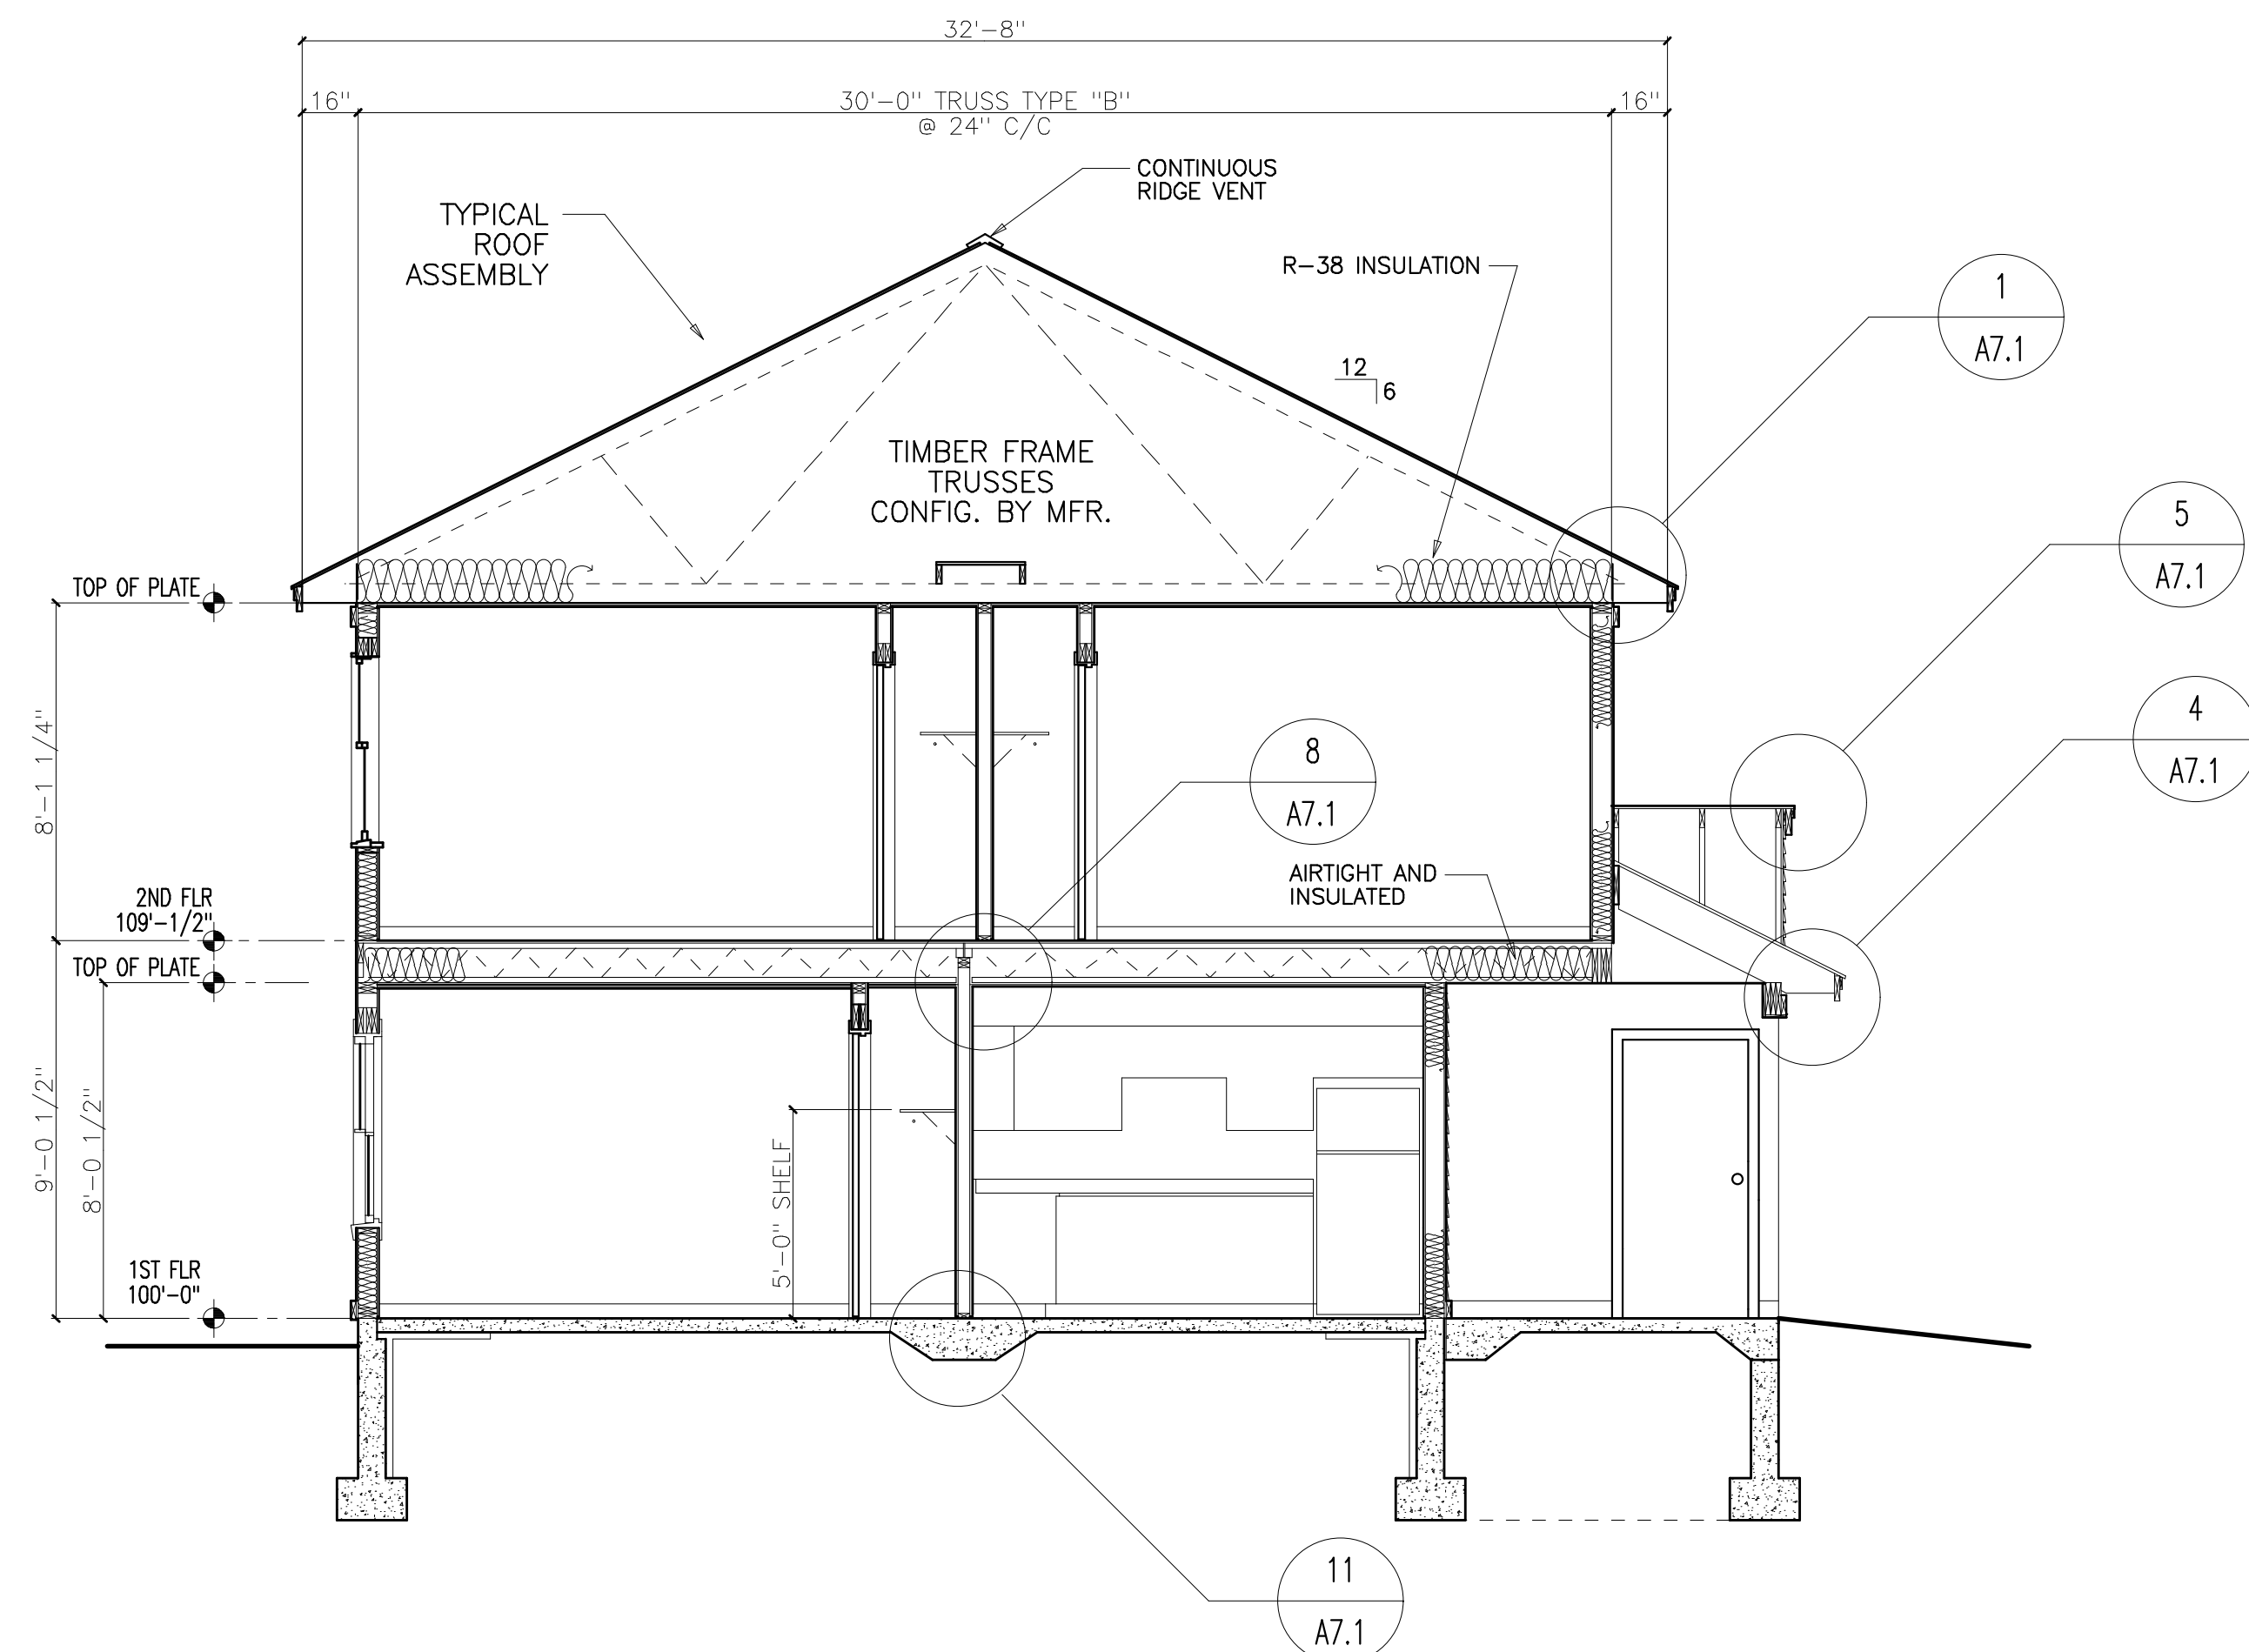 32'-8"
16"
30'-0" TRUSS TYPE "B"
@ 24" C/C
16"
CONTINUOUS
RIDGE VENT
TYPICAL
ROOF
ASSEMBLY
R-38 INSULATION
1
A7.1
12
6
TIMBER FRAME
TRUSSES
CONFIG. BY MFR.
5
A7.1
TOP OF PLATE
4
A7.1
8'-1 1/4"
8
A7.1
AIRTIGHT AND
INSULATED
2ND FLR
109'-1/2"
TOP OF PLATE
9'-0 1/2"
8'-0 1/2"
5'-0" SHELF
1ST FLR
100'-0"
11
A7.1